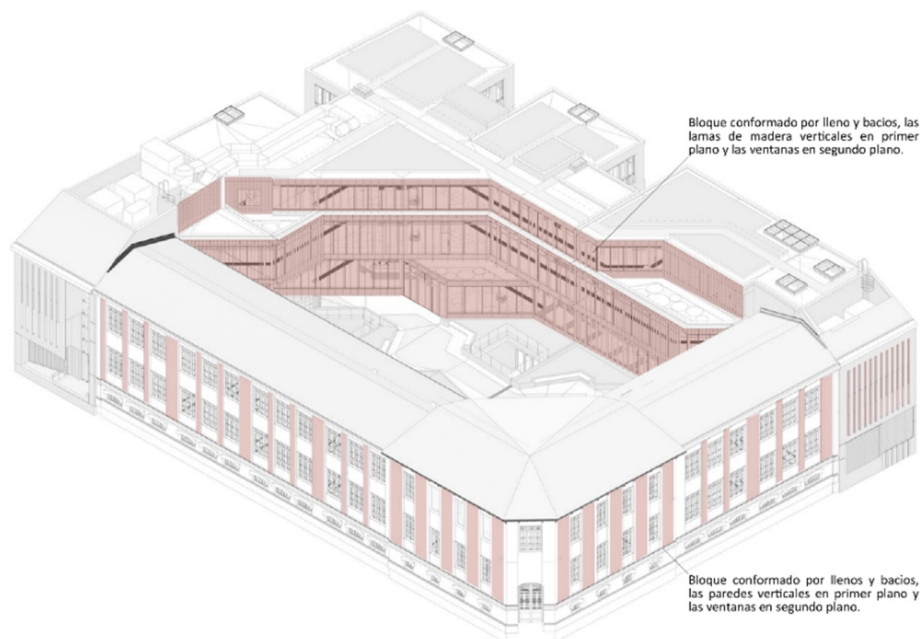 Bloque conformado por lleno y bacios, las
lamas de madera verticales en primer
plano y las ventanas en segundo plano.
Bloque conformado por llenos y bacios,
las paredes verticales en primer plano y
las ventanas en segundo plano.